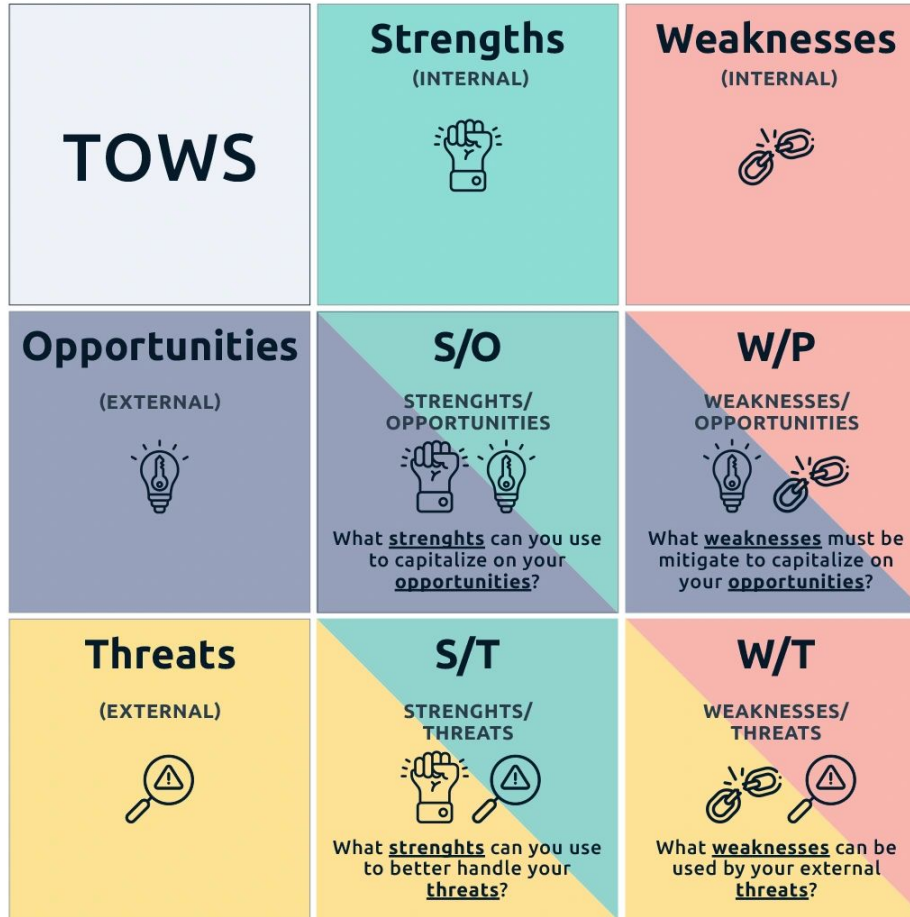 TOWS
Strengths
(INTERNAL)
Weaknesses
(INTERNAL)
Opportunities
(EXTERNAL)
S/O
STRENGHTS/
OPPORTUNITIES
What strenghts can you use
to capitalize on your
opportunities?
W/P
WEAKNESSES/
OPPORTUNITIES
What weaknesses must be
mitigate to capitalize on
your opportunities?
Threats
(EXTERNAL)
S/T
STRENGHTS/
THREATS
What strenghts can you use
to better handle your
threats?
W/T
WEAKNESSES/
THREATS
What weaknesses can be
used by your external
threats?